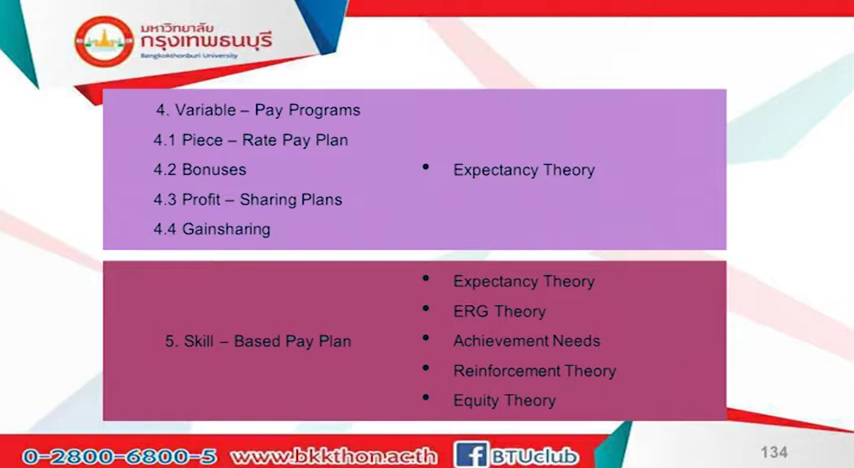 มหาวิทยาลัย
กรุงเทพธนบุรี
Bangkokthonburi University
4. Variable – Pay Programs
4.1 Piece – Rate Pay Plan
4.2 Bonuses
4.3 Profit – Sharing Plans
4.4 Gainsharing
• Expectancy Theory
5. Skill – Based Pay Plan
• Expectancy Theory
• ERG Theory
• Achievement Needs
• Reinforcement Theory
• Equity Theory
0-2800-6800-5 www.bkkthon.ac.th f BTUclub
134